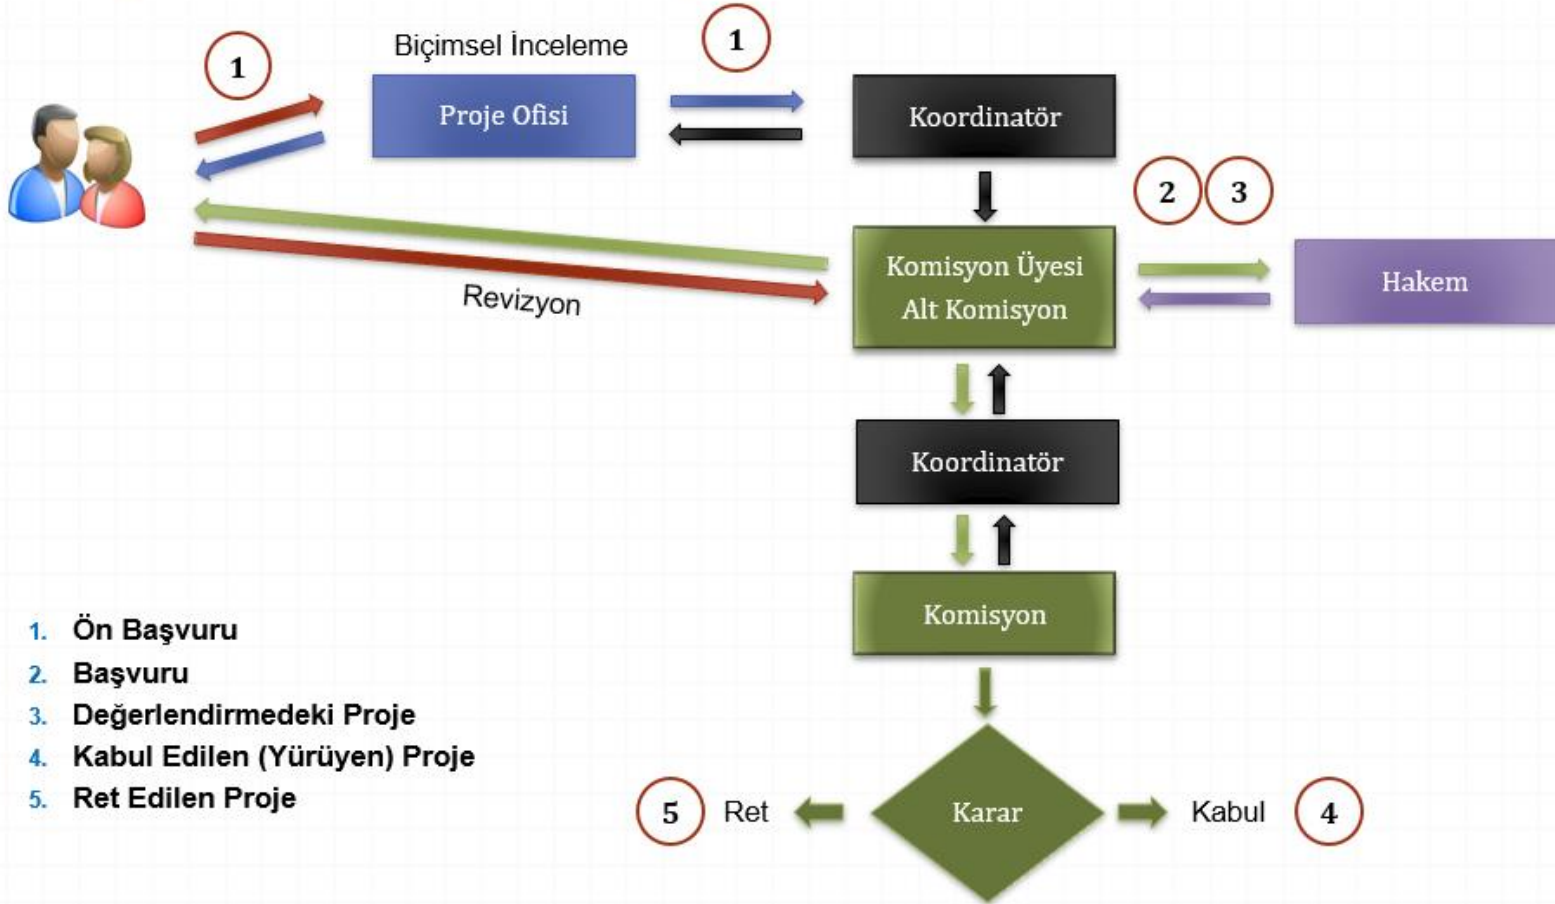 Biçimsel İnceleme
1
1
Proje Ofisi
Koordinatör
2
3
Komisyon Üyesi
Alt Komisyon
Hakem
Revizyon
Koordinatör
Komisyon
1. Ön Başvuru
2. Başvuru
3. Değerlendirmedeki Proje
4. Kabul Edilen (Yürüyen) Proje
5. Ret Edilen Proje
5
Ret
Karar
Kabul
4